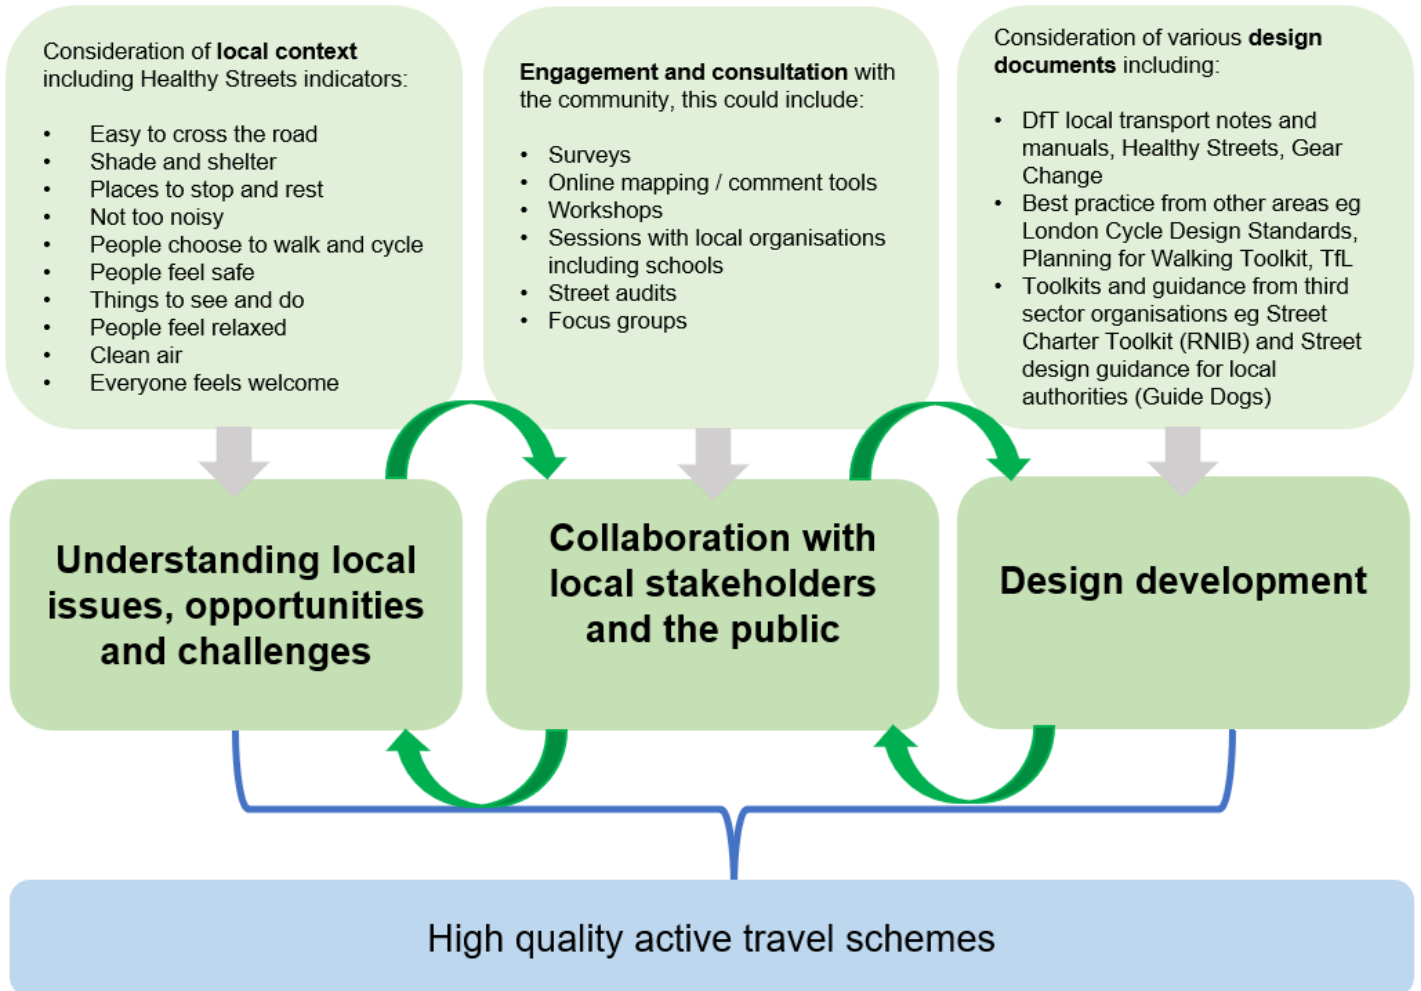 Consideration of local context
including Healthy Streets indicators:
• Easy to cross the road
• Shade and shelter
• Places to stop and rest
• Not too noisy
• People choose to walk and cycle
• People feel safe
• Things to see and do
• People feel relaxed
• Clean air
• Everyone feels welcome
Engagement and consultation with
the community, this could include:
• Surveys
• Online mapping / comment tools
• Workshops
• Sessions with local organisations
including schools
• Street audits
• Focus groups
Consideration of various design
documents including:
• DfT local transport notes and
manuals, Healthy Streets, Gear
Change
• Best practice from other areas eg
London Cycle Design Standards,
Planning for Walking Toolkit, TfL
• Toolkits and guidance from third
sector organisations eg Street
Charter Toolkit (RNIB) and Street
design guidance for local
authorities (Guide Dogs)
Understanding local
issues, opportunities
and challenges
Collaboration with
local stakeholders
and the public
Design development
High quality active travel schemes